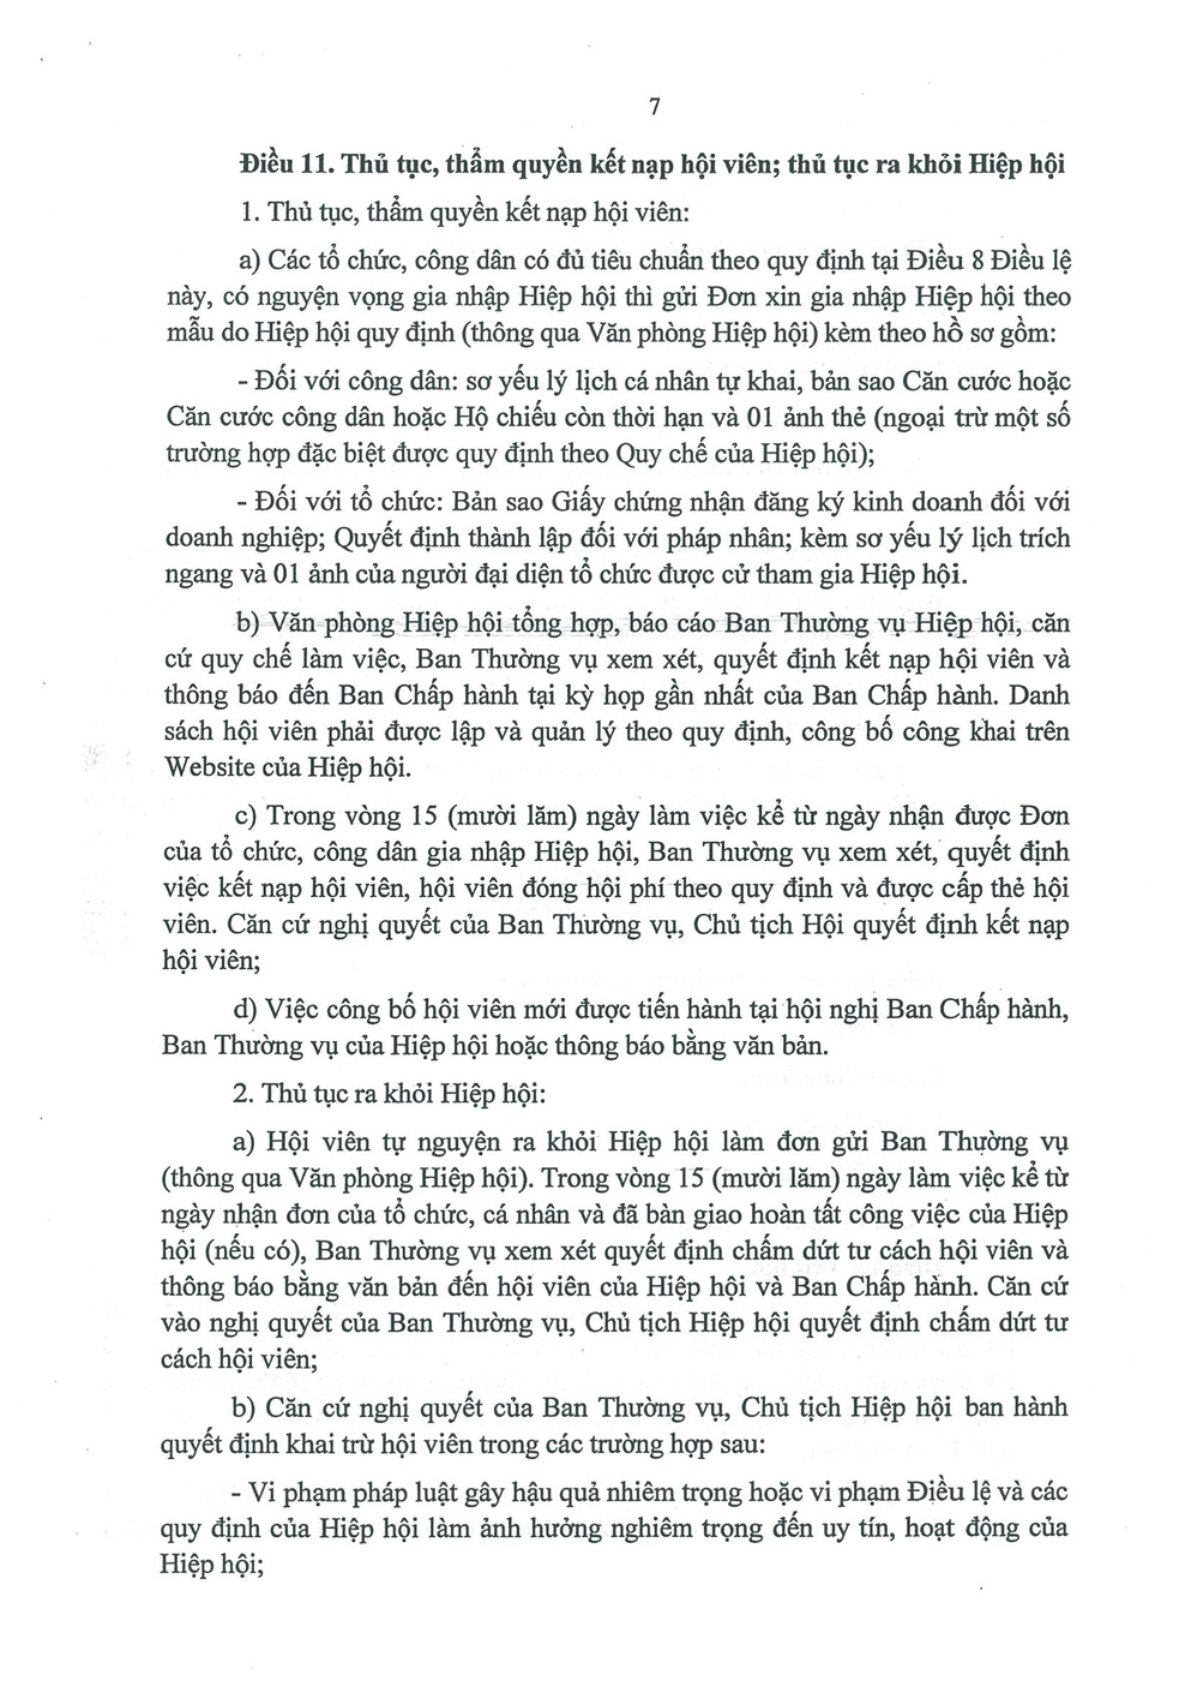 7
Điều 11. Thủ tục, thẩm quyền kết nạp hội viên; thủ tục ra khỏi Hiệp hội
1. Thủ tục, thẩm quyền kết nạp hội viên:
a) Các tổ chức, công dân có đủ tiêu chuẩn theo quy định tại Điều 8 Điều lệ
này, có nguyện vọng gia nhập Hiệp hội thì gửi Đơn xin gia nhập Hiệp hội theo
mẫu do Hiệp hội quy định (thông qua Văn phòng Hiệp hội) kèm theo hồ sơ gồm:
- Đối với công dân: sơ yếu lý lịch cá nhân tự khai, bản sao Căn cước hoặc
Căn cước công dân hoặc Hộ chiếu còn thời hạn và 01 ảnh thẻ (ngoại trừ một số
trường hợp đặc biệt được quy định theo Quy chế của Hiệp hội);
- Đối với tổ chức: Bản sao Giấy chứng nhận đăng ký kinh doanh đối với
doanh nghiệp; Quyết định thành lập đối với pháp nhân; kèm sơ yếu lý lịch trích
ngang và 01 ảnh của người đại diện tổ chức được cử tham gia Hiệp hội.
b) Văn phòng Hiệp hội tổng hợp, báo cáo Ban Thường vụ Hiệp hội, căn
cứ quy chế làm việc, Ban Thường vụ xem xét, quyết định kết nạp hội viên và
thông báo đến Ban Chấp hành tại kỳ họp gần nhất của Ban Chấp hành. Danh
sách hội viên phải được lập và quản lý theo quy định, công bố công khai trên
Website của Hiệp hội.
c) Trong vòng 15 (mười lăm) ngày làm việc kể từ ngày nhận được Đơn
của tổ chức, công dân gia nhập Hiệp hội, Ban Thường vụ xem xét, quyết định
việc kết nạp hội viên, hội viên đóng hội phí theo quy định và được cấp thẻ hội
viên. Căn cứ nghị quyết của Ban Thường vụ, Chủ tịch Hội quyết định kết nạp
hội viên;
d) Việc công bố hội viên mới được tiến hành tại hội nghị Ban Chấp hành,
Ban Thường vụ của Hiệp hội hoặc thông báo bằng văn bản.
2. Thủ tục ra khỏi Hiệp hội:
a) Hội viên tự nguyện ra khỏi Hiệp hội làm đơn gửi Ban Thường vụ
(thông qua Văn phòng Hiệp hội). Trong vòng 15 (mười lăm) ngày làm việc kể từ
ngày nhận đơn của tổ chức, cá nhân và đã bàn giao hoàn tất công việc của Hiệp
hội (nếu có), Ban Thường vụ xem xét quyết định chấm dứt tư cách hội viên và
thông báo bằng văn bản đến hội viên của Hiệp hội và Ban Chấp hành. Căn cứ
vào nghị quyết của Ban Thường vụ, Chủ tịch Hiệp hội quyết định chấm dứt tư
cách hội viên;
b) Căn cứ nghị quyết của Ban Thường vụ, Chủ tịch Hiệp hội ban hành
quyết định khai trừ hội viên trong các trường hợp sau:
- Vi phạm pháp luật gây hậu quả nhiêm trọng hoặc vi phạm Điều lệ và các
quy định của Hiệp hội làm ảnh hưởng nghiêm trọng đến uy tín, hoạt động của
Hiệp hội;